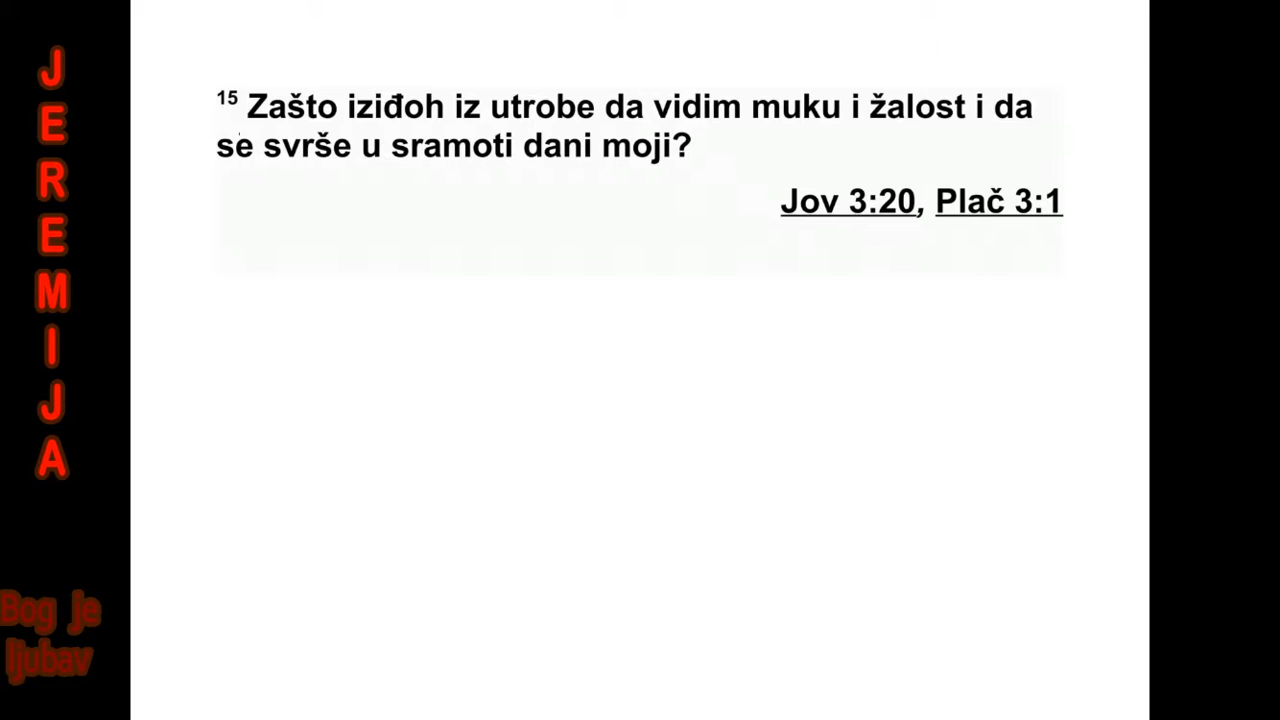 JEREMIJA
15 Zašto iziđoh iz utrobe da vidim muku i žalost i da
se svrše u sramoti dani moji?
Jov 3:20, Plač 3:1
Bog je
ljubav